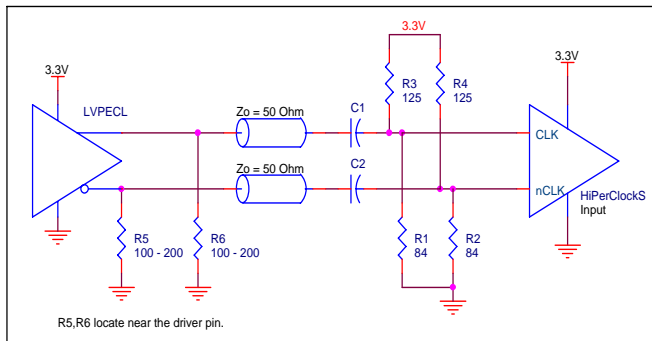 3.3V
3.3V
3.3V
R3
125
R4
125
LVPECL
Zo = 50 Ohm
C1
CLK
Zo = 50 Ohm
C2
nCLK
HiPerClockS
Input
R5
100 - 200
R6
100 - 200
R1
84
R2
84
R5,R6 locate near the driver pin.